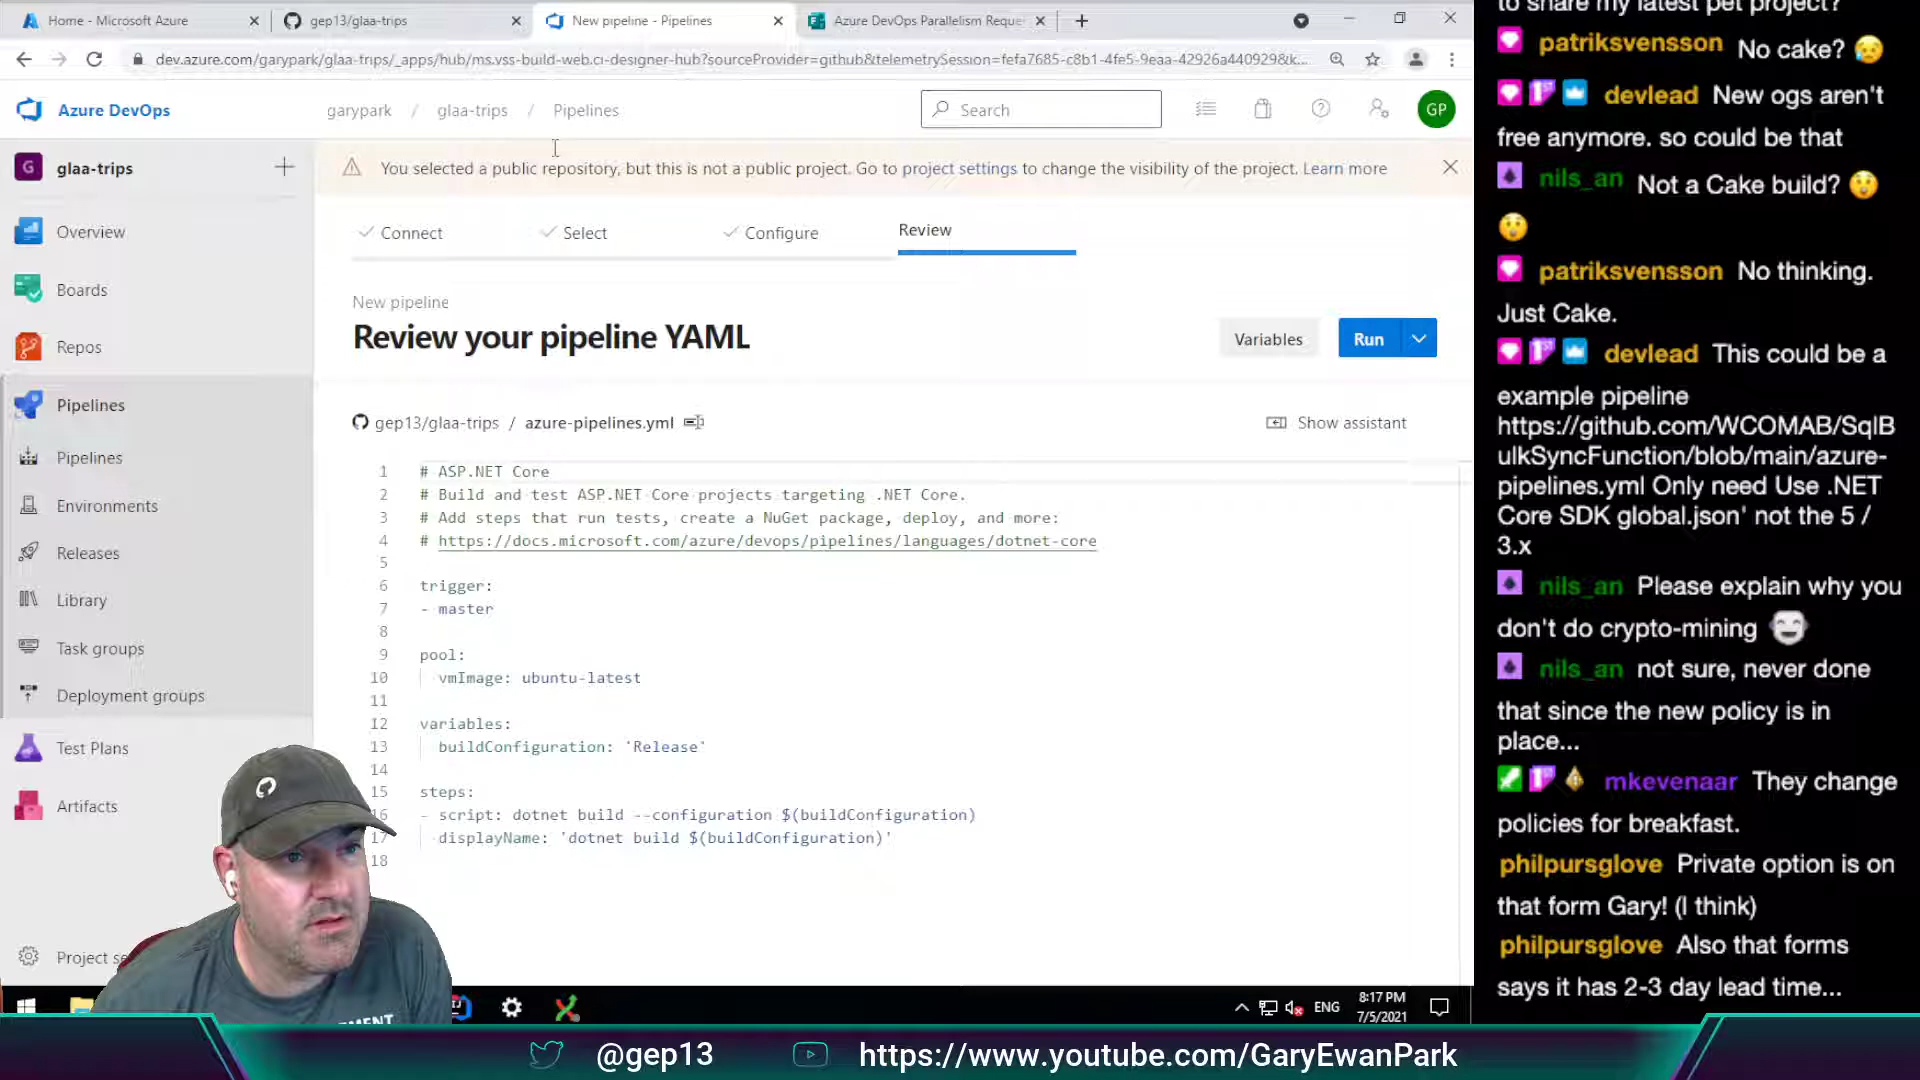 Home - Microsoft Azure
gep13/glaa-trips
New pipeline - Pipelines
Azure DevOps Parallelism Reque
dev.azure.com/garypark/glaa-trips/_apps/hub/ms.vss-build-web.ci-designer-hub?sourceProvider=github&telemetrySession=fefa7685-c8b1-4fe5-9eaa-42926a440929&k...
Azure DevOps
garypark / glaa-trips / Pipelines
Search
GP
G glaa-trips
You selected a public repository, but this is not a public project. Go to project settings to change the visibility of the project. Learn more
Overview
Boards
Repos
Pipelines
Pipelines
Environments
Releases
Library
Task groups
Deployment groups
Test Plans
Artifacts
Project se
Connect
Select
Configure
Review
New pipeline
Review your pipeline YAML
Variables
Run
gep13/glaa-trips / azure-pipelines.yml
Show assistant
1 # ASP.NET Core
2 # Build and test ASP.NET Core projects targeting .NET Core.
3 # Add steps that run tests, create a NuGet package, deploy, and more:
4 # https://docs.microsoft.com/azure/devops/pipelines/languages/dotnet-core
5
6 trigger:
7 - master
8
9 pool:
10 vmImage: ubuntu-latest
11
12 variables:
13 buildConfiguration: 'Release'
14
15 steps:
16 - script: dotnet build --configuration $(buildConfiguration)
17 displayName: 'dotnet build $(buildConfiguration)'
18
ENG
8:17 PM
7/5/2021
@gep13
https://www.youtube.com/GaryEwanPark
to share my latest pet project?
patriksvensson No cake? 😥
devlead New ogs aren't
free anymore. so could be that
nils_an Not a Cake build? 😲
😲
patriksvensson No thinking.
Just Cake.
devlead This could be a
example pipeline
https://github.com/WCOMAB/SqlB
ulkSyncFunction/blob/main/azure-
pipelines.yml Only need Use .NET
Core SDK global.json' not the 5 /
3.x
nils_an Please explain why you
don't do crypto-mining
nils_an not sure, never done
that since the new policy is in
place...
mkevenaar They change
policies for breakfast.
philpursglove Private option is on
that form Gary! (I think)
philpursglove Also that forms
says it has 2-3 day lead time...